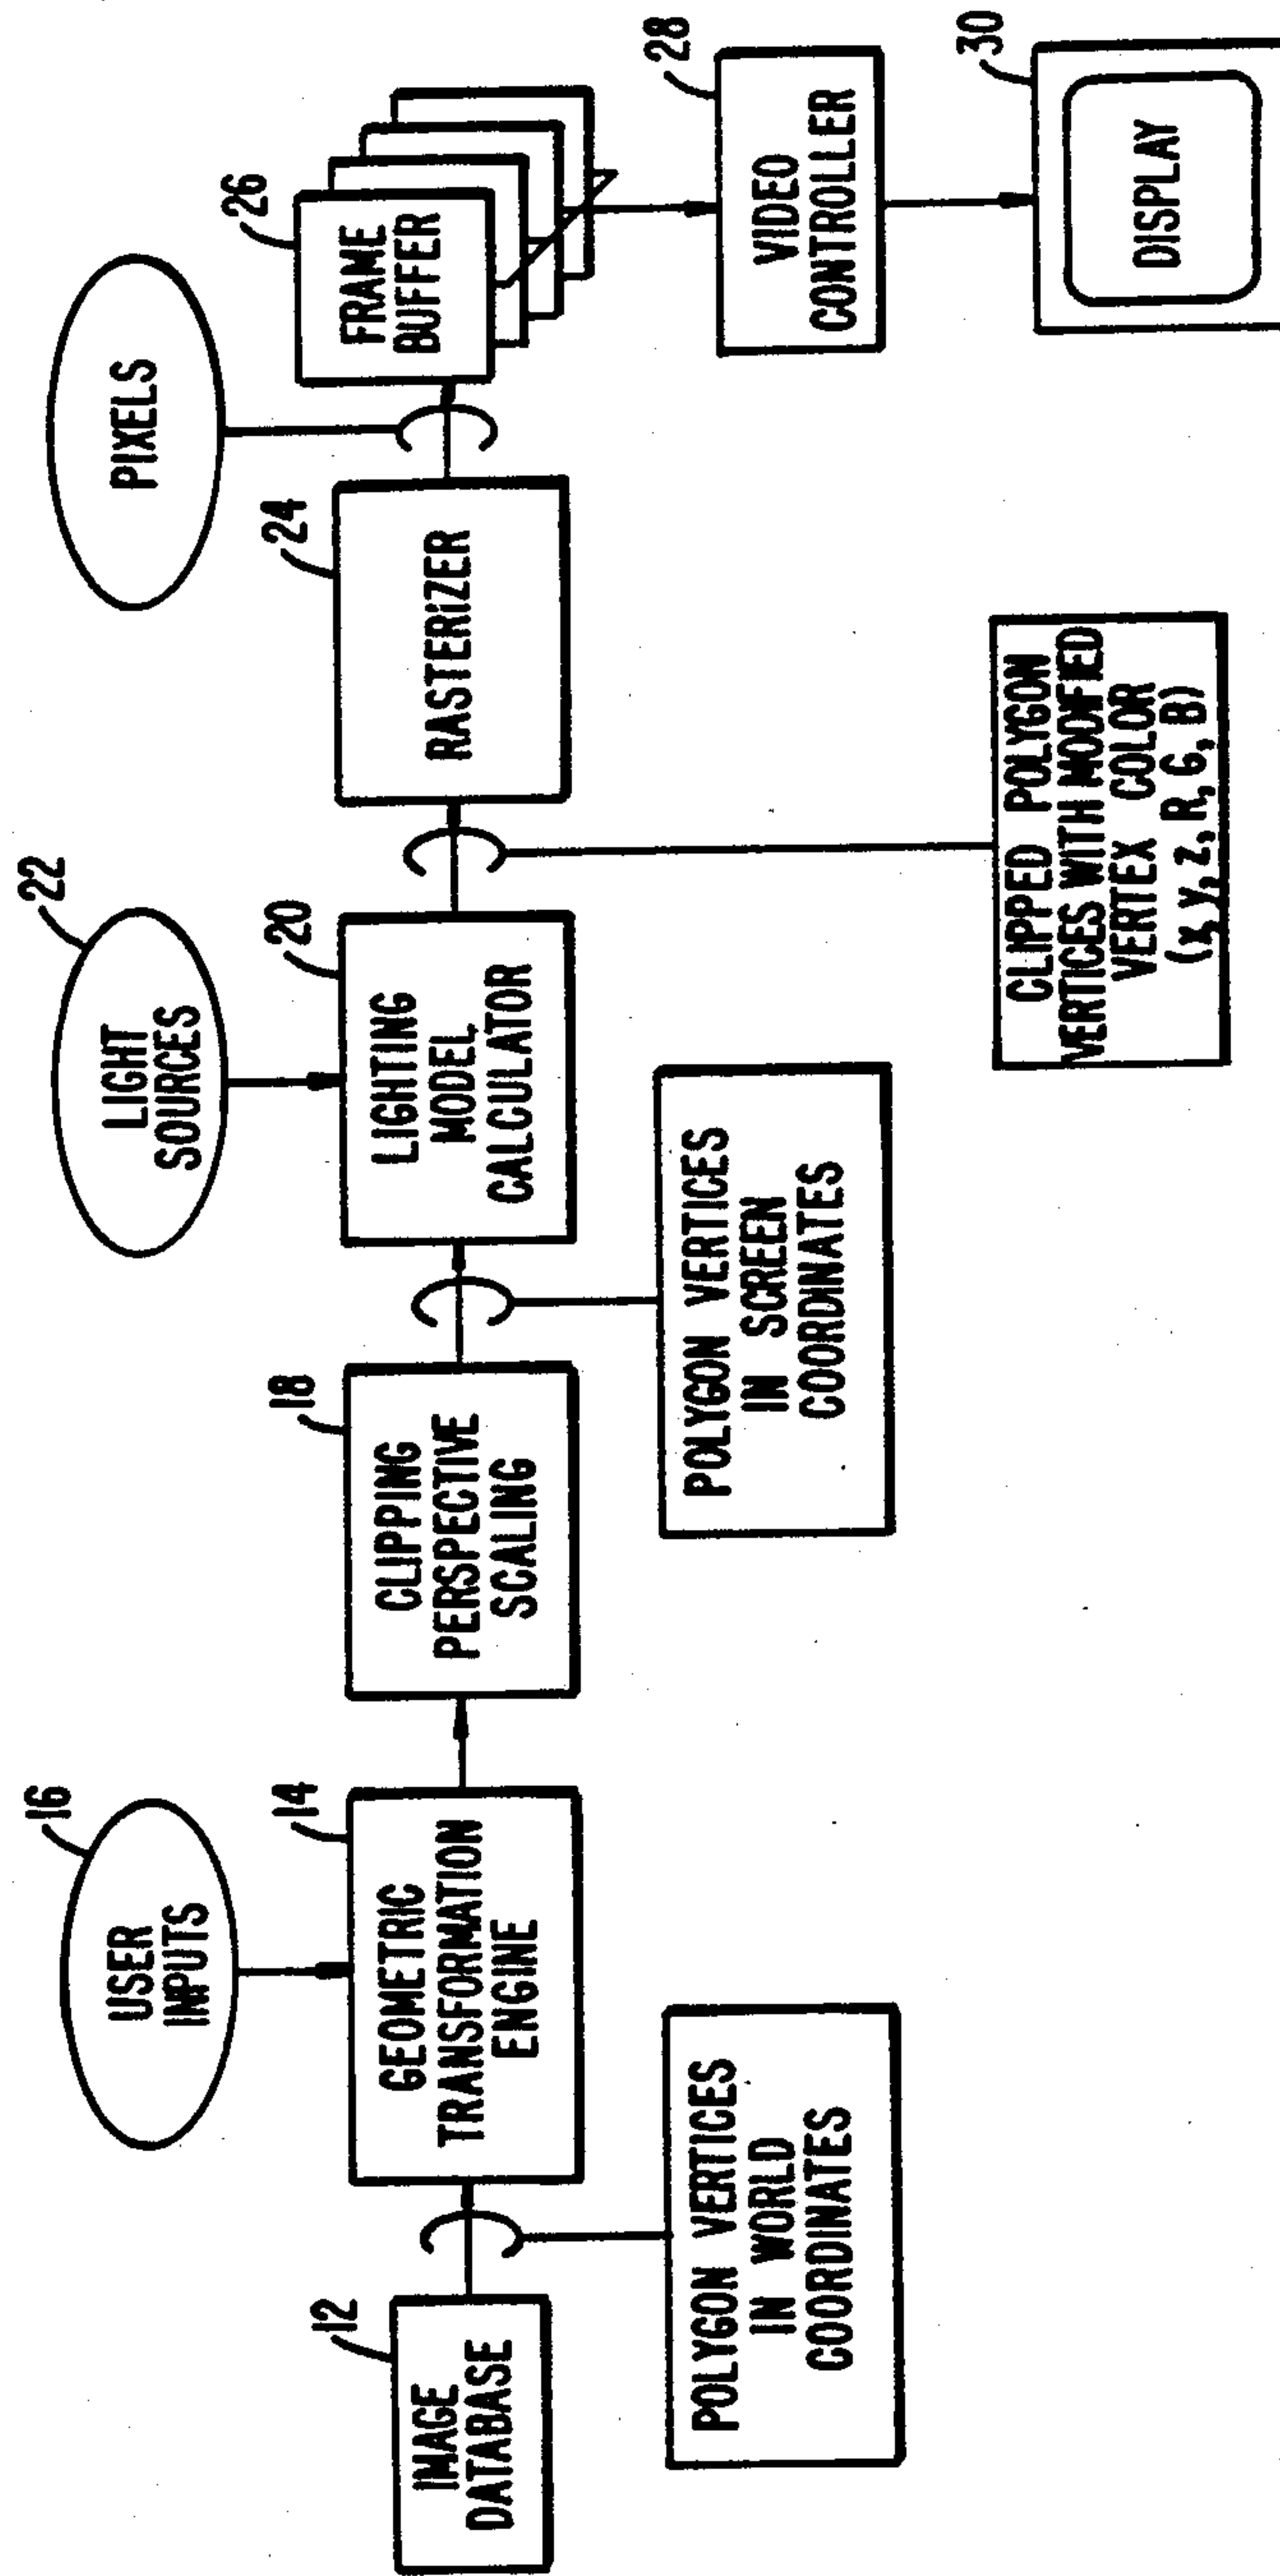 16
USER
INPUTS
22
LIGHT
SOURCES
PIXELS
12
IMAGE
DATABASE
14
GEOMETRIC
TRANSFORMATION
ENGINE
18
CLIPPING
PERSPECTIVE
SCALING
20
LIGHTING
MODEL
CALCULATOR
24
RASTERIZER
26
FRAME
BUFFER
28
VIDEO
CONTROLLER
30
DISPLAY
POLYGON VERTICES
IN WORLD
COORDINATES
POLYGON VERTICES
IN SCREEN
COORDINATES
CLIPPED POLYGON
VERTICES WITH MODIFIED
VERTEX COLOR
(x, y, z, R, G, B)